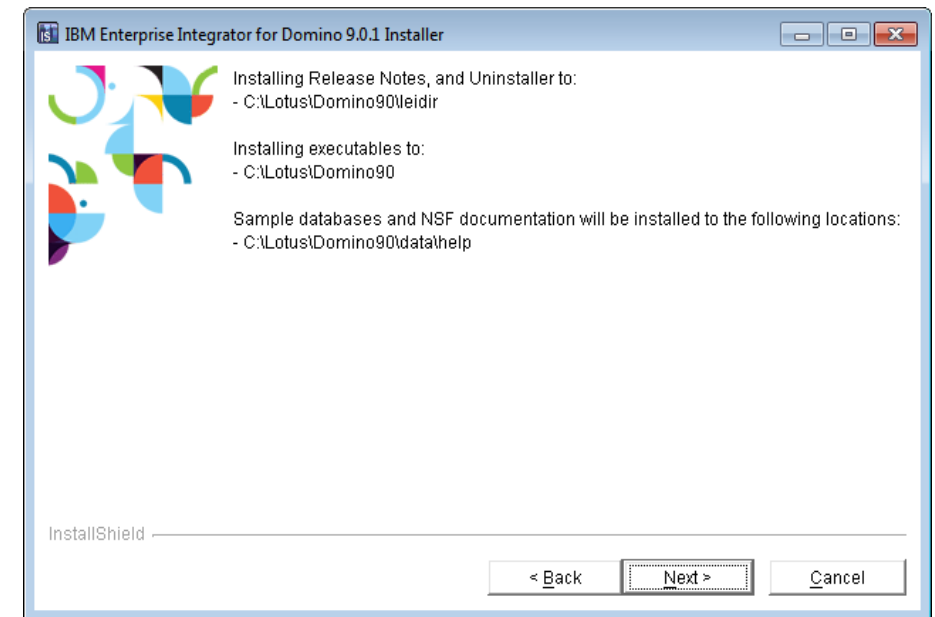 IBM Enterprise Integrator for Domino 9.0.1 Installer
Installing Release Notes, and Uninstaller to:
- C:\Lotus\Domino90\leidir
Installing executables to:
- C:\Lotus\Domino90
Sample databases and NSF documentation will be installed to the following locations:
- C:\Lotus\Domino90\data\help
InstallShield
< Back Next > Cancel